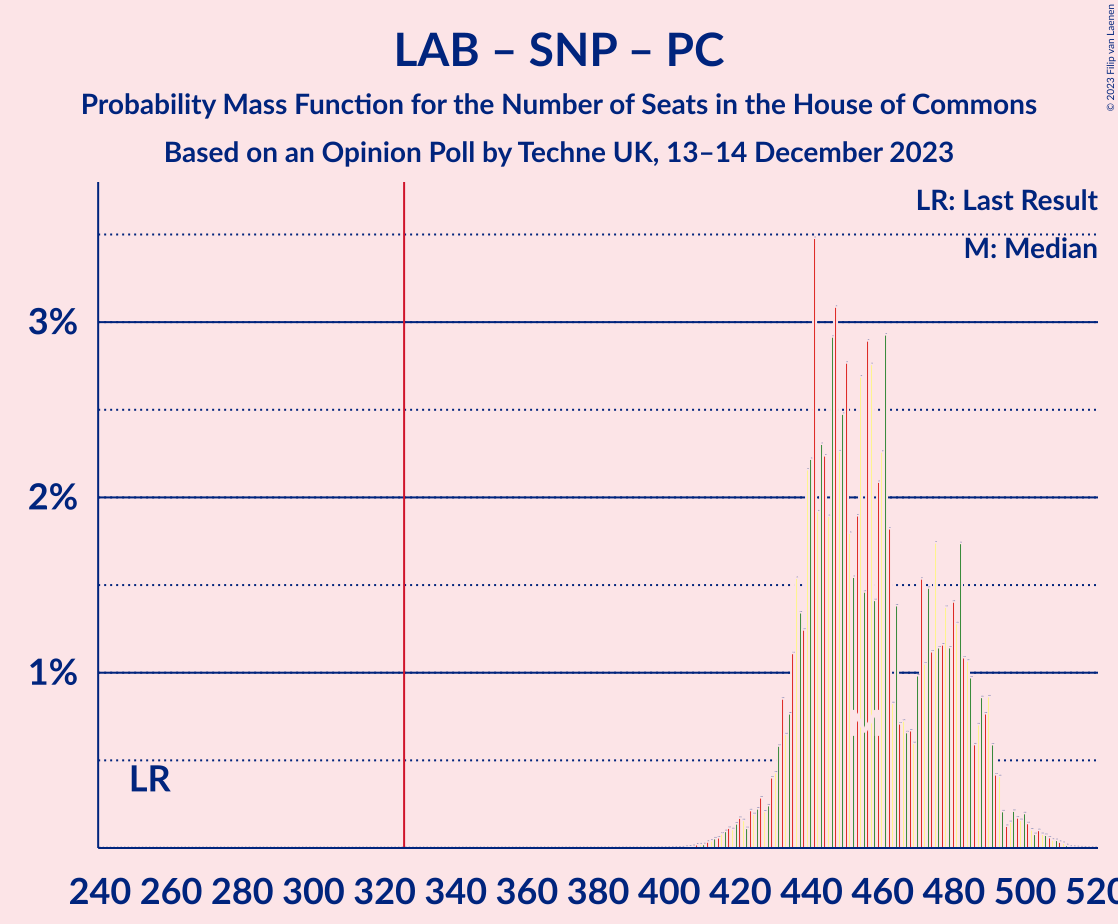 LAB – SNP – PC
Probability Mass Function for the Number of Seats in the House of Commons
Based on an Opinion Poll by Techne UK, 13–14 December 2023
© 2023 Filip van Laenen
LR: Last Result
M: Median
3%
2%
1%
LR
240 260 280 300 320 340 360 380 400 420 440 460 480 500 520